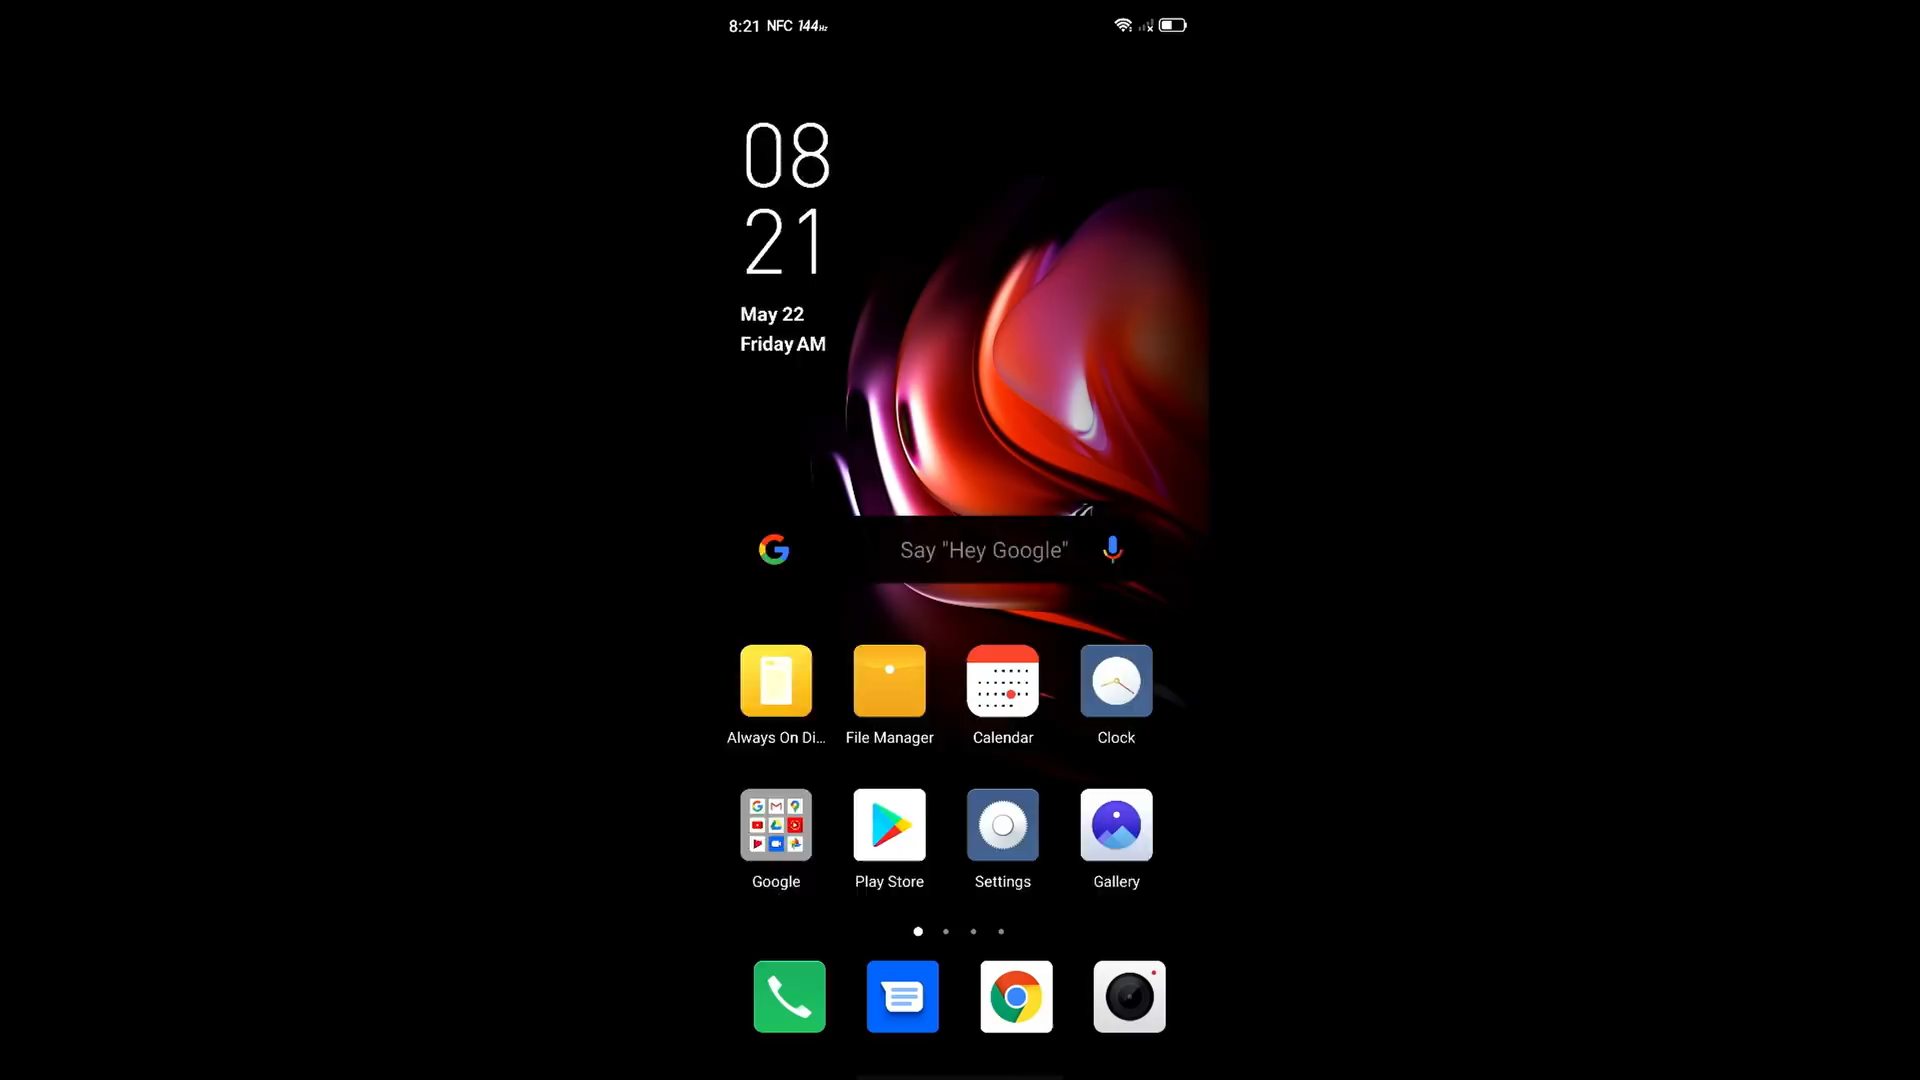 8:21 NFC 144Hz
08
21
May 22
Friday AM
Say "Hey Google"
Always On Di...
File Manager
Calendar
Clock
Google
Play Store
Settings
Gallery